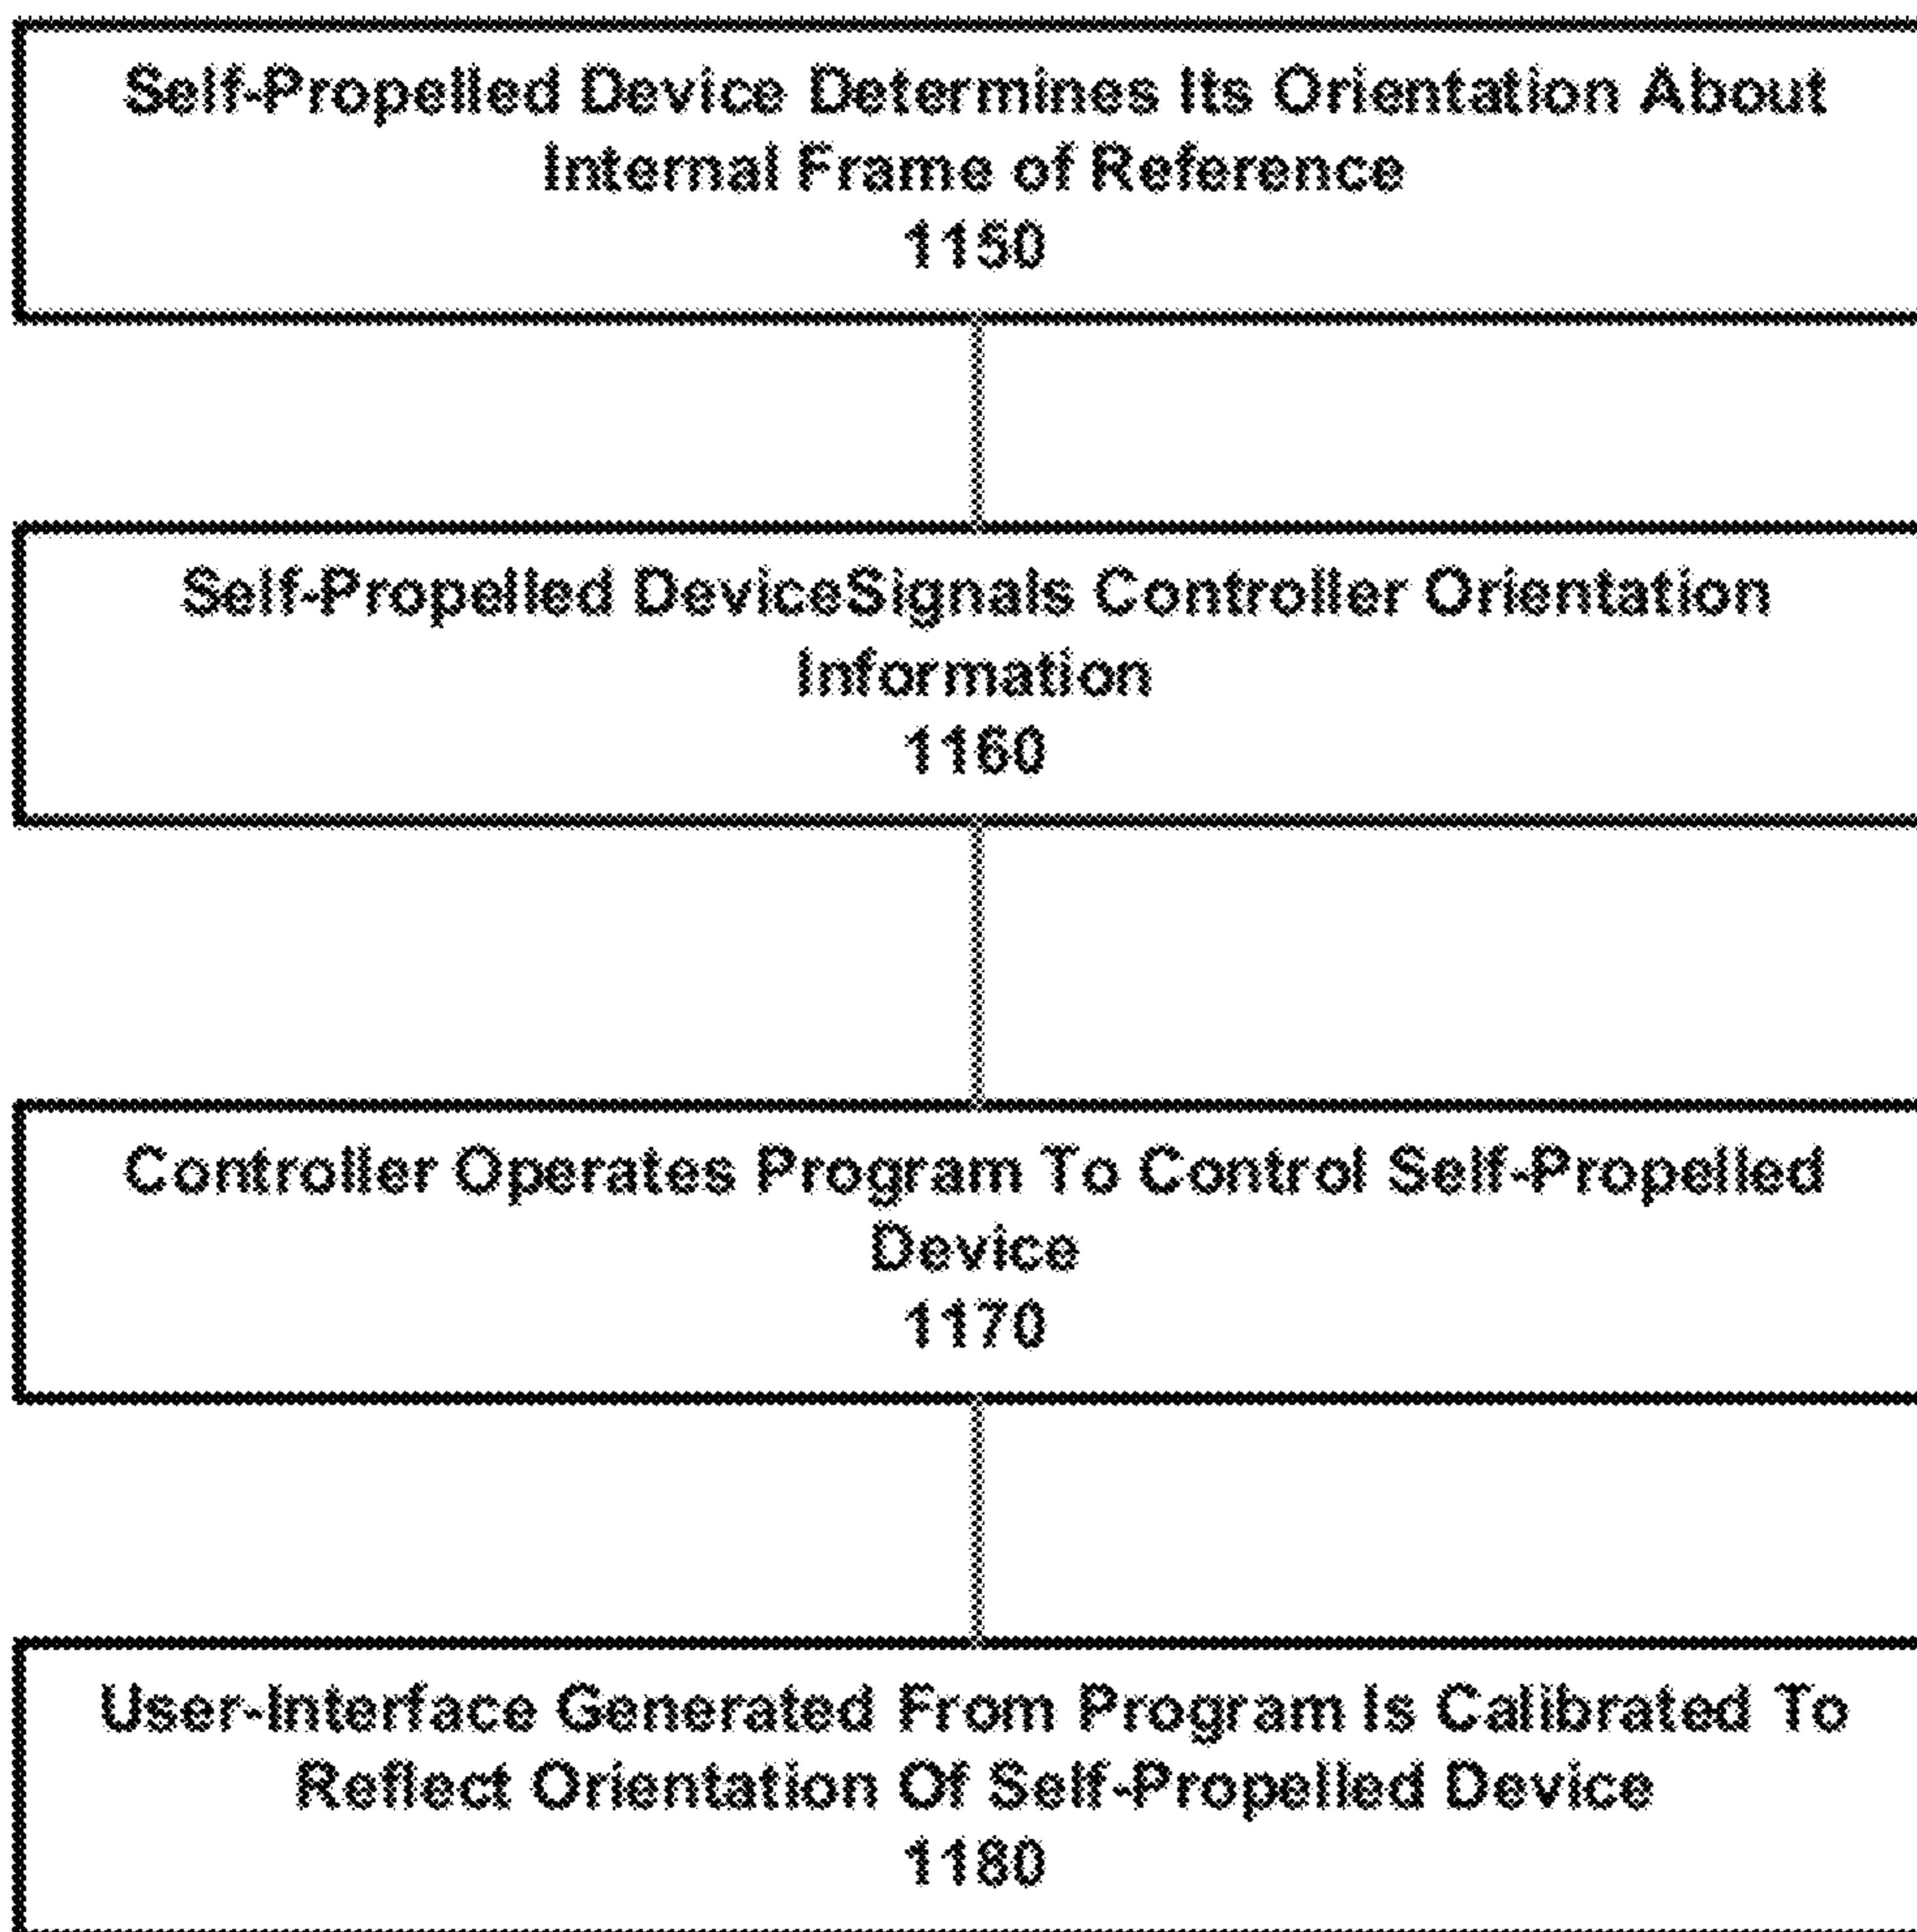 Self-Propelled Device Determines Its Orientation About
Internal Frame of Reference
1150
Self-Propelled DeviceSignals Controller Orientation
Information
1160
Controller Operates Program To Control Self-Propelled
Device
1170
User-Interface Generated From Program Is Calibrated To
Reflect Orientation Of Self-Propelled Device
1180